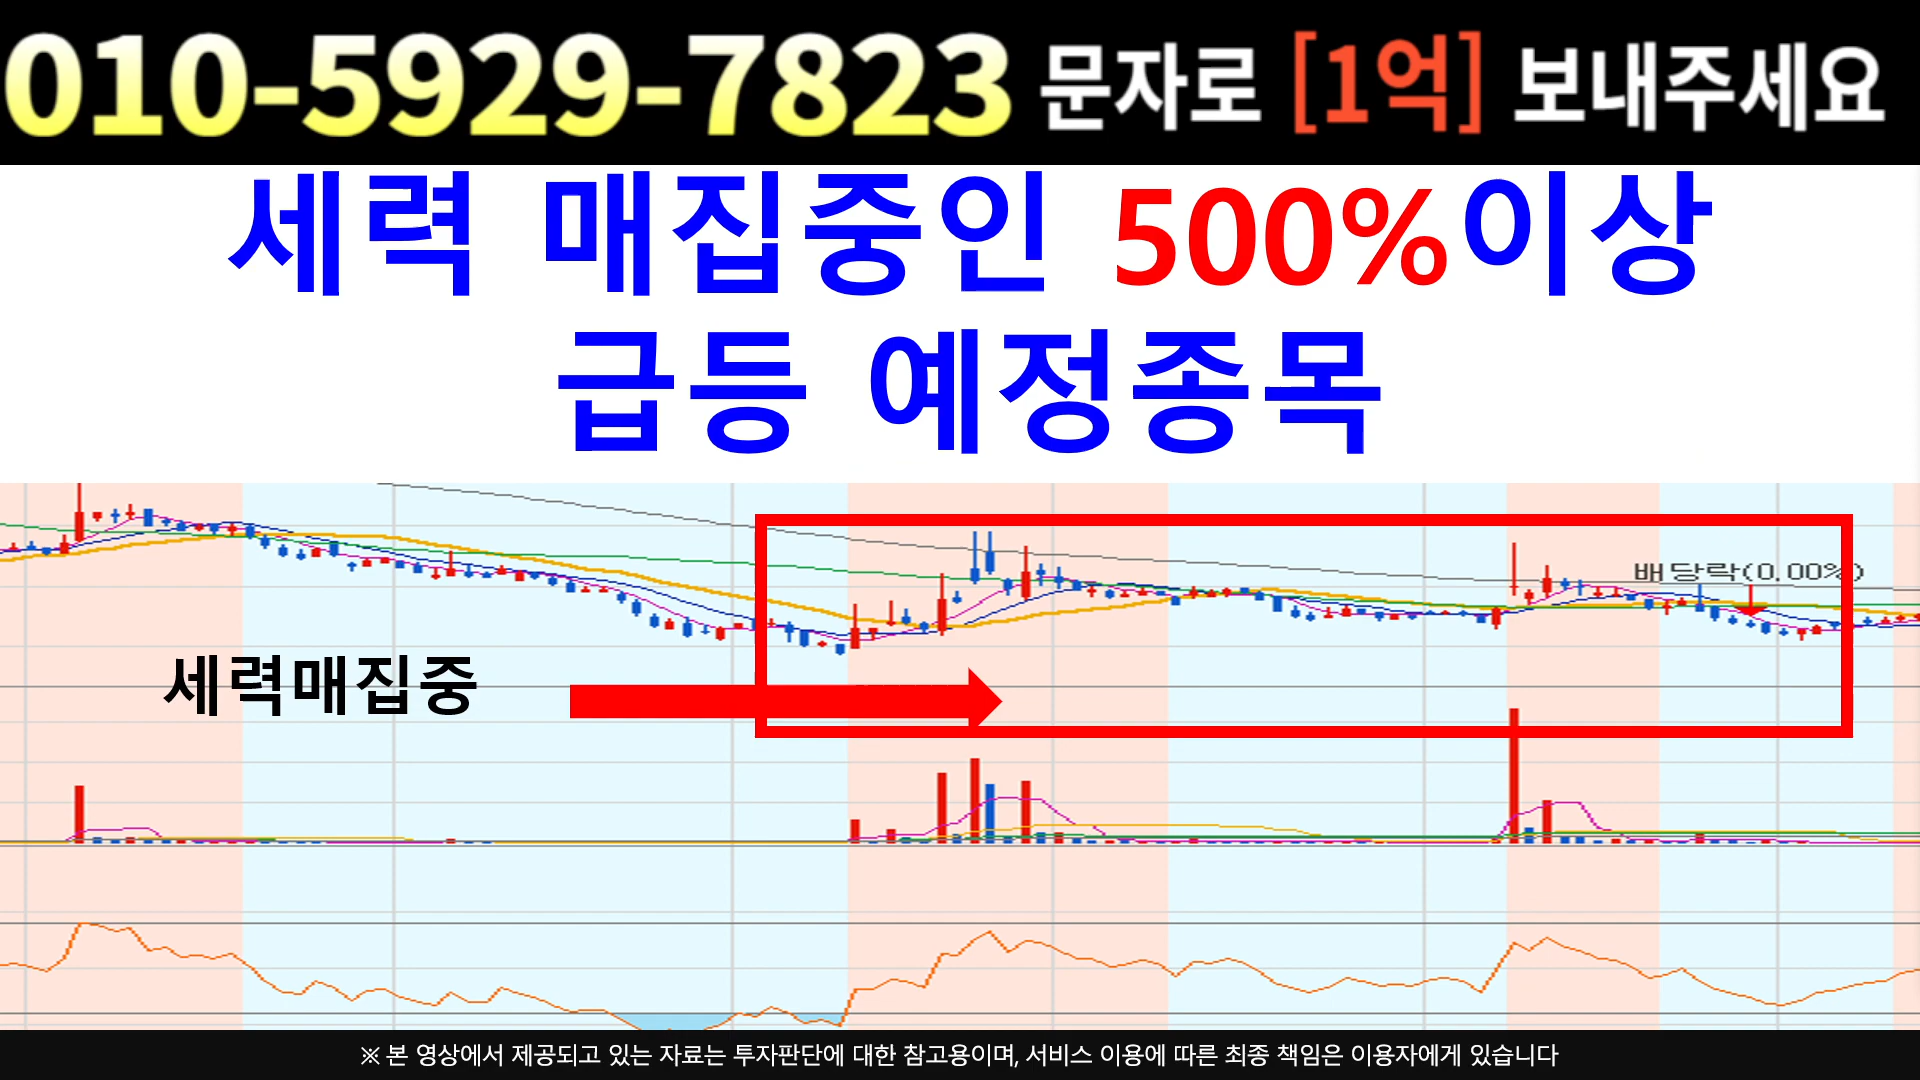 010-5929-7823 문자로 [1억] 보내주세요
세력 매집중인 500%이상
급등 예정종목
배당락(0.00%)
세력매집중
※ 본 영상에서 제공되고 있는 자료는 투자판단에 대한 참고용이며, 서비스 이용에 따른 최종 책임은 이용자에게 있습니다